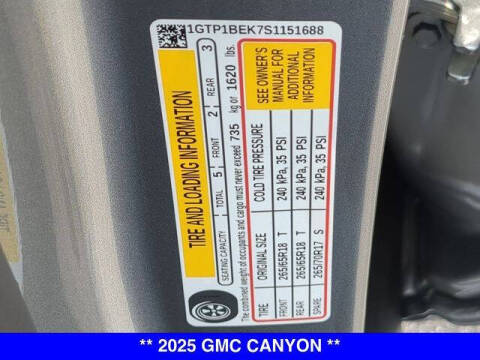 1GTP1BEK7S1151688
TIRE AND LOADING INFORMATION
SEATING CAPACITY TOTAL 5 FRONT 2 REAR 3
The combined weight of occupants and cargo must never exceed 735 kg or 1620 lbs.
TIRE ORIGINAL SIZE COLD TIRE PRESSURE
FRONT 265/65R18 T 240 kPa, 35 PSI
REAR 265/65R18 T 240 kPa, 35 PSI
SPARE 265/70R17 S 240 kPa, 35 PSI
SEE OWNER'S
MANUAL FOR
ADDITIONAL
INFORMATION
** 2025 GMC CANYON **